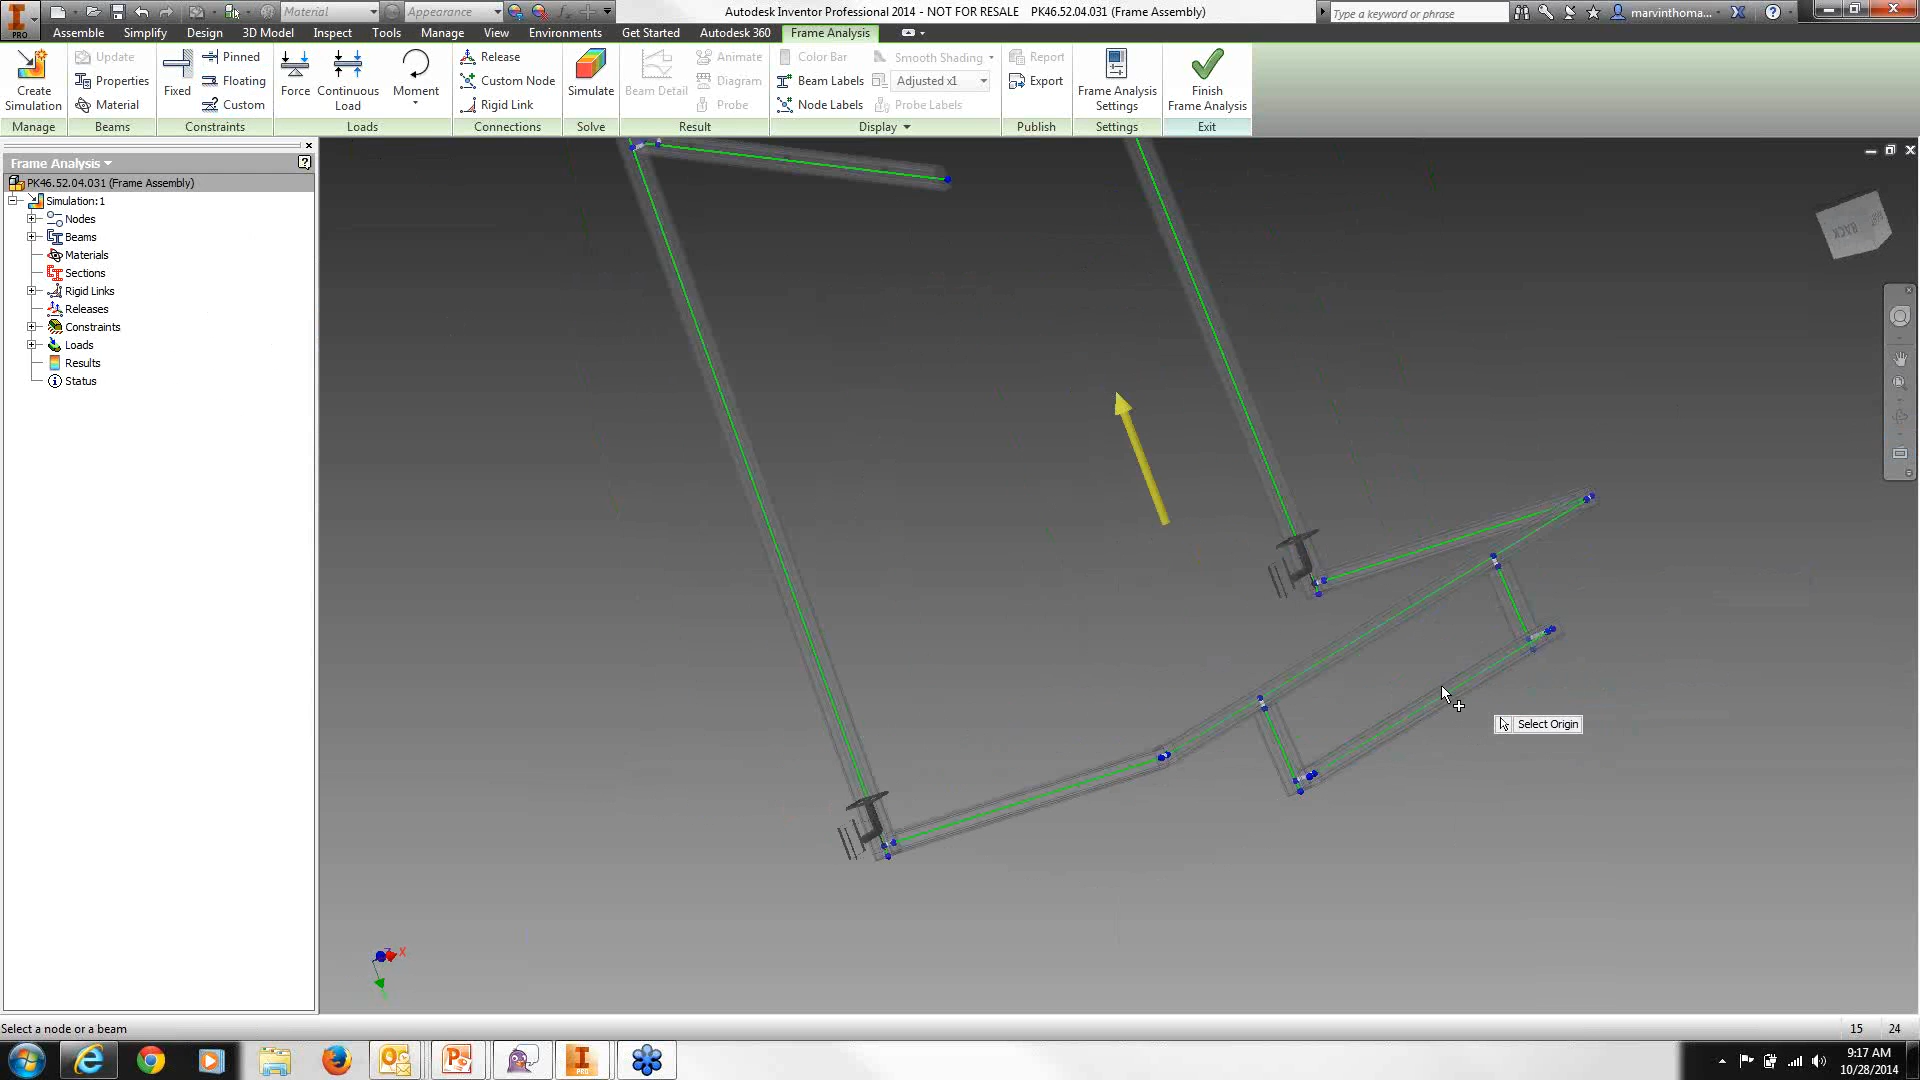 PRO
Material
Appearance
Autodesk Inventor Professional 2014 - NOT FOR RESALE PK46.52.04.031 (Frame Assembly)
Type a keyword or phrase
marvinthoma...
Assemble Simplify Design 3D Model Inspect Tools Manage View Environments Get Started Autodesk 360 Frame Analysis
Create Simulation
Update
Properties
Material
Fixed
Pinned
Floating
Custom
Force
Continuous Load
Moment
Release
Custom Node
Rigid Link
Simulate
Beam Detail
Animate
Diagram
Probe
Color Bar
Beam Labels
Node Labels
Smooth Shading
Adjusted x1
Probe Labels
Report
Export
Frame Analysis Settings
Finish Frame Analysis
Manage Beams Constraints Loads Connections Solve Result Display Publish Settings Exit
Frame Analysis
PK46.52.04.031 (Frame Assembly)
Simulation:1
Nodes
Beams
Materials
Sections
Rigid Links
Releases
Constraints
Loads
Results
Status
BACK
Select Origin
X
Select a node or a beam
15 24
PRO
9:17 AM
10/28/2014